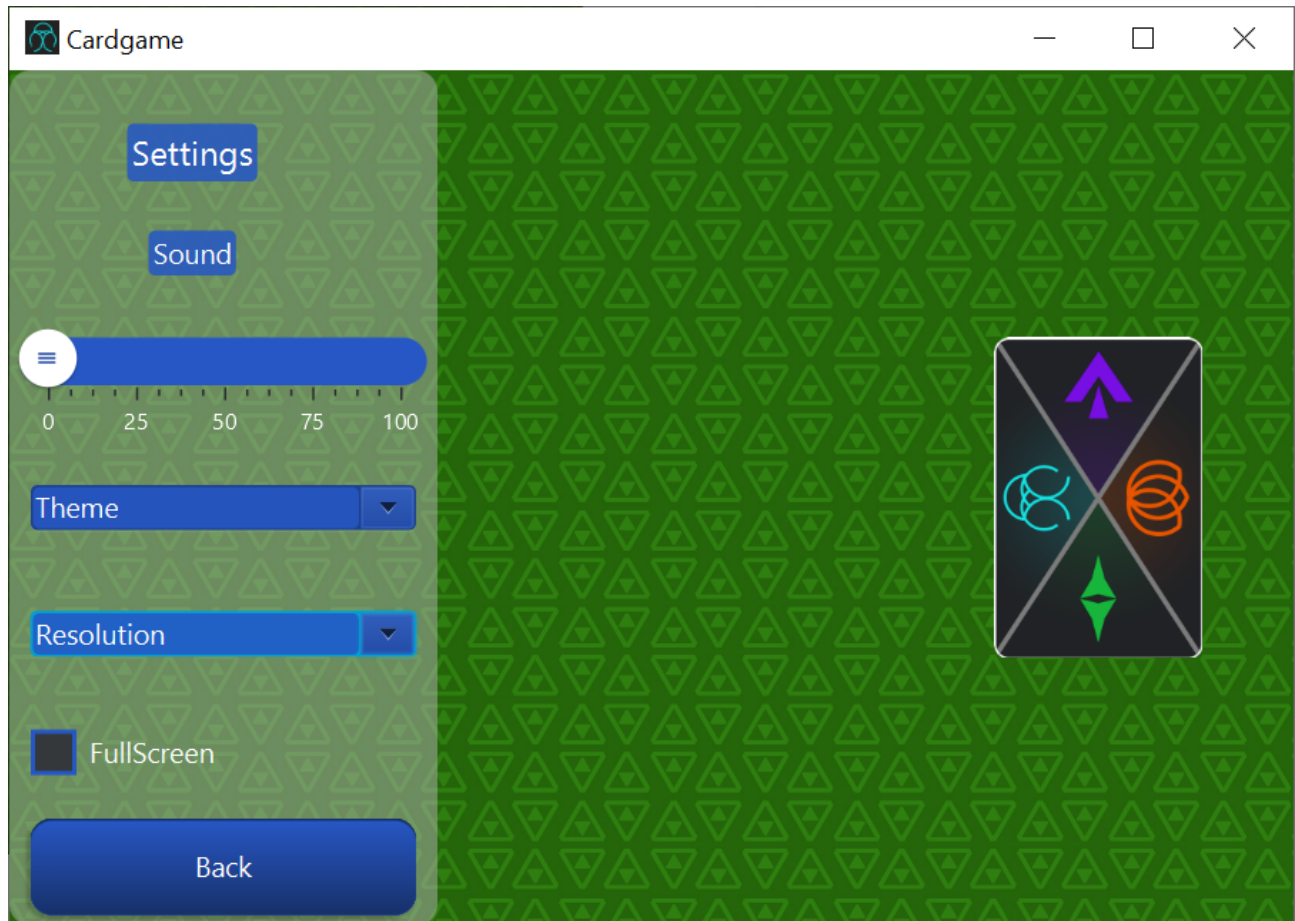 Cardgame
Settings
Sound
0 25 50 75 100
Theme
Resolution
FullScreen
Back